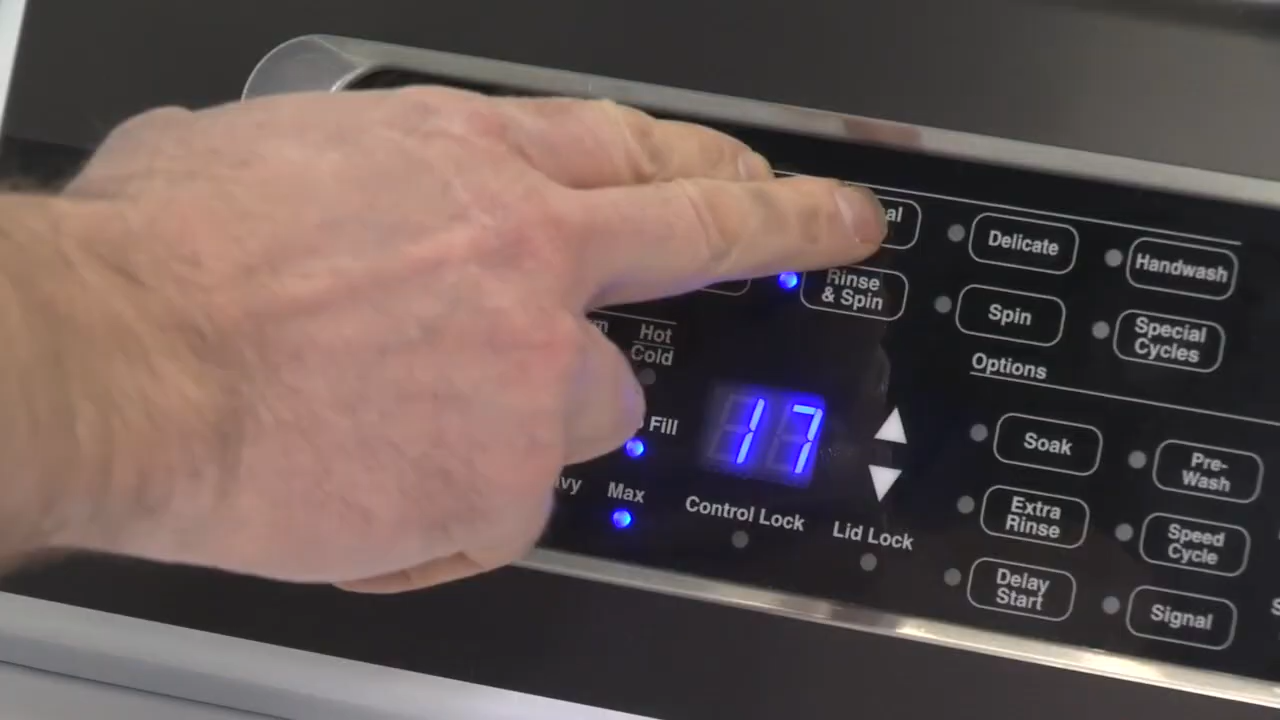 Delicate
Handwash
Rinse
& Spin
Spin
Special
Cycles
Hot
Cold
Options
Fill
17
Soak
Pre-
Wash
Max
Control Lock
Lid Lock
Extra
Rinse
Speed
Cycle
Delay
Start
Signal